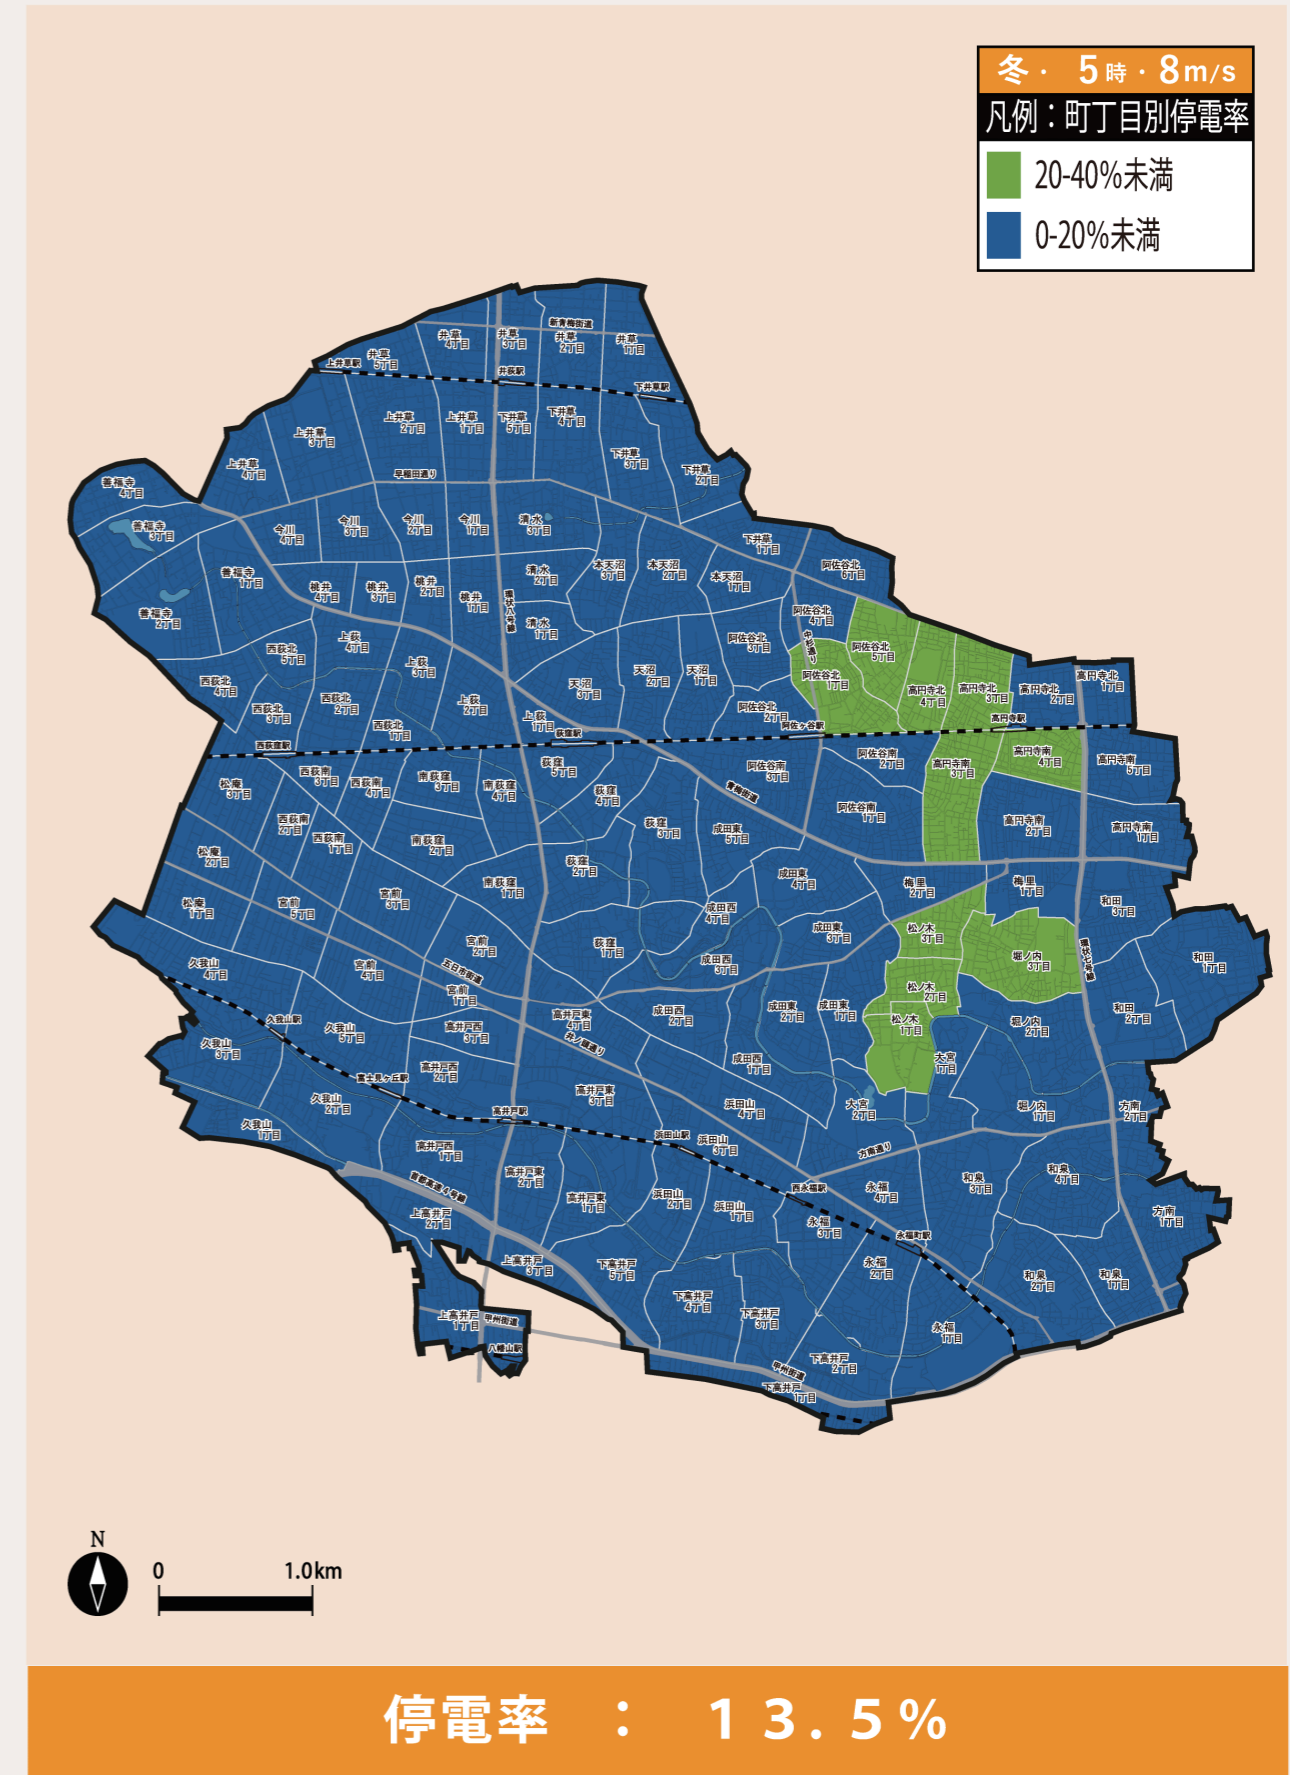 冬・ 5時・8m/s
凡例：町丁目別停電率
20-40%未満
0-20%未満
新青梅街道
井草
4丁目
井草
3丁目
井草
2丁目
井草
1丁目
上井草駅
井草
5丁目
井荻駅
下井草駅
上井草
3丁目
上井草
2丁目
上井草
1丁目
下井草
5丁目
下井草
4丁目
下井草
3丁目
下井草
2丁目
上井草
4丁目
早稲田通り
善福寺
4丁目
善福寺
3丁目
今川
4丁目
今川
3丁目
今川
2丁目
今川
1丁目
清水
3丁目
下井草
1丁目
善福寺
1丁目
桃井
4丁目
桃井
3丁目
桃井
2丁目
桃井
1丁目
清水
2丁目
本天沼
3丁目
本天沼
2丁目
本天沼
1丁目
阿佐谷北
6丁目
環状八号線
善福寺
2丁目
清水
1丁目
阿佐谷北
4丁目
中杉通り
西荻北
5丁目
上荻
4丁目
上荻
3丁目
阿佐谷北
3丁目
阿佐谷北
5丁目
西荻北
4丁目
天沼
3丁目
天沼
2丁目
天沼
1丁目
阿佐谷北
1丁目
高円寺北
4丁目
高円寺北
3丁目
高円寺北
2丁目
高円寺北
1丁目
西荻北
3丁目
西荻北
2丁目
西荻北
1丁目
上荻
2丁目
上荻
1丁目
阿佐谷北
2丁目
西荻窪駅
荻窪駅
阿佐ヶ谷駅
高円寺駅
松庵
3丁目
西荻南
3丁目
西荻南
4丁目
南荻窪
3丁目
南荻窪
4丁目
荻窪
5丁目
荻窪
4丁目
青梅街道
阿佐谷南
3丁目
阿佐谷南
2丁目
高円寺南
3丁目
高円寺南
4丁目
高円寺南
5丁目
西荻南
2丁目
西荻南
1丁目
南荻窪
2丁目
荻窪
3丁目
成田東
5丁目
阿佐谷南
1丁目
高円寺南
2丁目
高円寺南
1丁目
松庵
2丁目
荻窪
2丁目
成田東
4丁目
松庵
1丁目
宮前
5丁目
宮前
3丁目
南荻窪
1丁目
梅里
2丁目
梅里
1丁目
和田
3丁目
成田西
4丁目
成田東
3丁目
松ノ木
3丁目
宮前
2丁目
荻窪
1丁目
成田西
3丁目
堀ノ内
3丁目
環状七号線
和田
1丁目
久我山
4丁目
宮前
4丁目
五日市街道
宮前
1丁目
松ノ木
2丁目
久我山駅
久我山
5丁目
高井戸西
3丁目
高井戸東
4丁目
成田西
2丁目
成田東
2丁目
成田東
1丁目
松ノ木
1丁目
堀ノ内
2丁目
和田
2丁目
久我山
3丁目
井ノ頭通り
成田西
1丁目
大宮
1丁目
富士見ヶ丘駅
高井戸西
2丁目
高井戸東
3丁目
久我山
2丁目
高井戸駅
浜田山
4丁目
大宮
2丁目
堀ノ内
1丁目
方南
2丁目
久我山
1丁目
高井戸西
1丁目
浜田山駅
浜田山
3丁目
方南通り
首都高速4号線
高井戸東
2丁目
高井戸東
1丁目
浜田山
2丁目
浜田山
1丁目
西永福駅
永福
4丁目
和泉
3丁目
和泉
4丁目
上高井戸
2丁目
永福
3丁目
永福町駅
方南
1丁目
上高井戸
3丁目
下高井戸
5丁目
永福
2丁目
和泉
2丁目
和泉
1丁目
上高井戸
1丁目
甲州街道
八幡山駅
下高井戸
4丁目
下高井戸
3丁目
永福
1丁目
下高井戸
2丁目
甲州街道
下高井戸
1丁目
N
0 1.0km
停電率 ： 13.5%